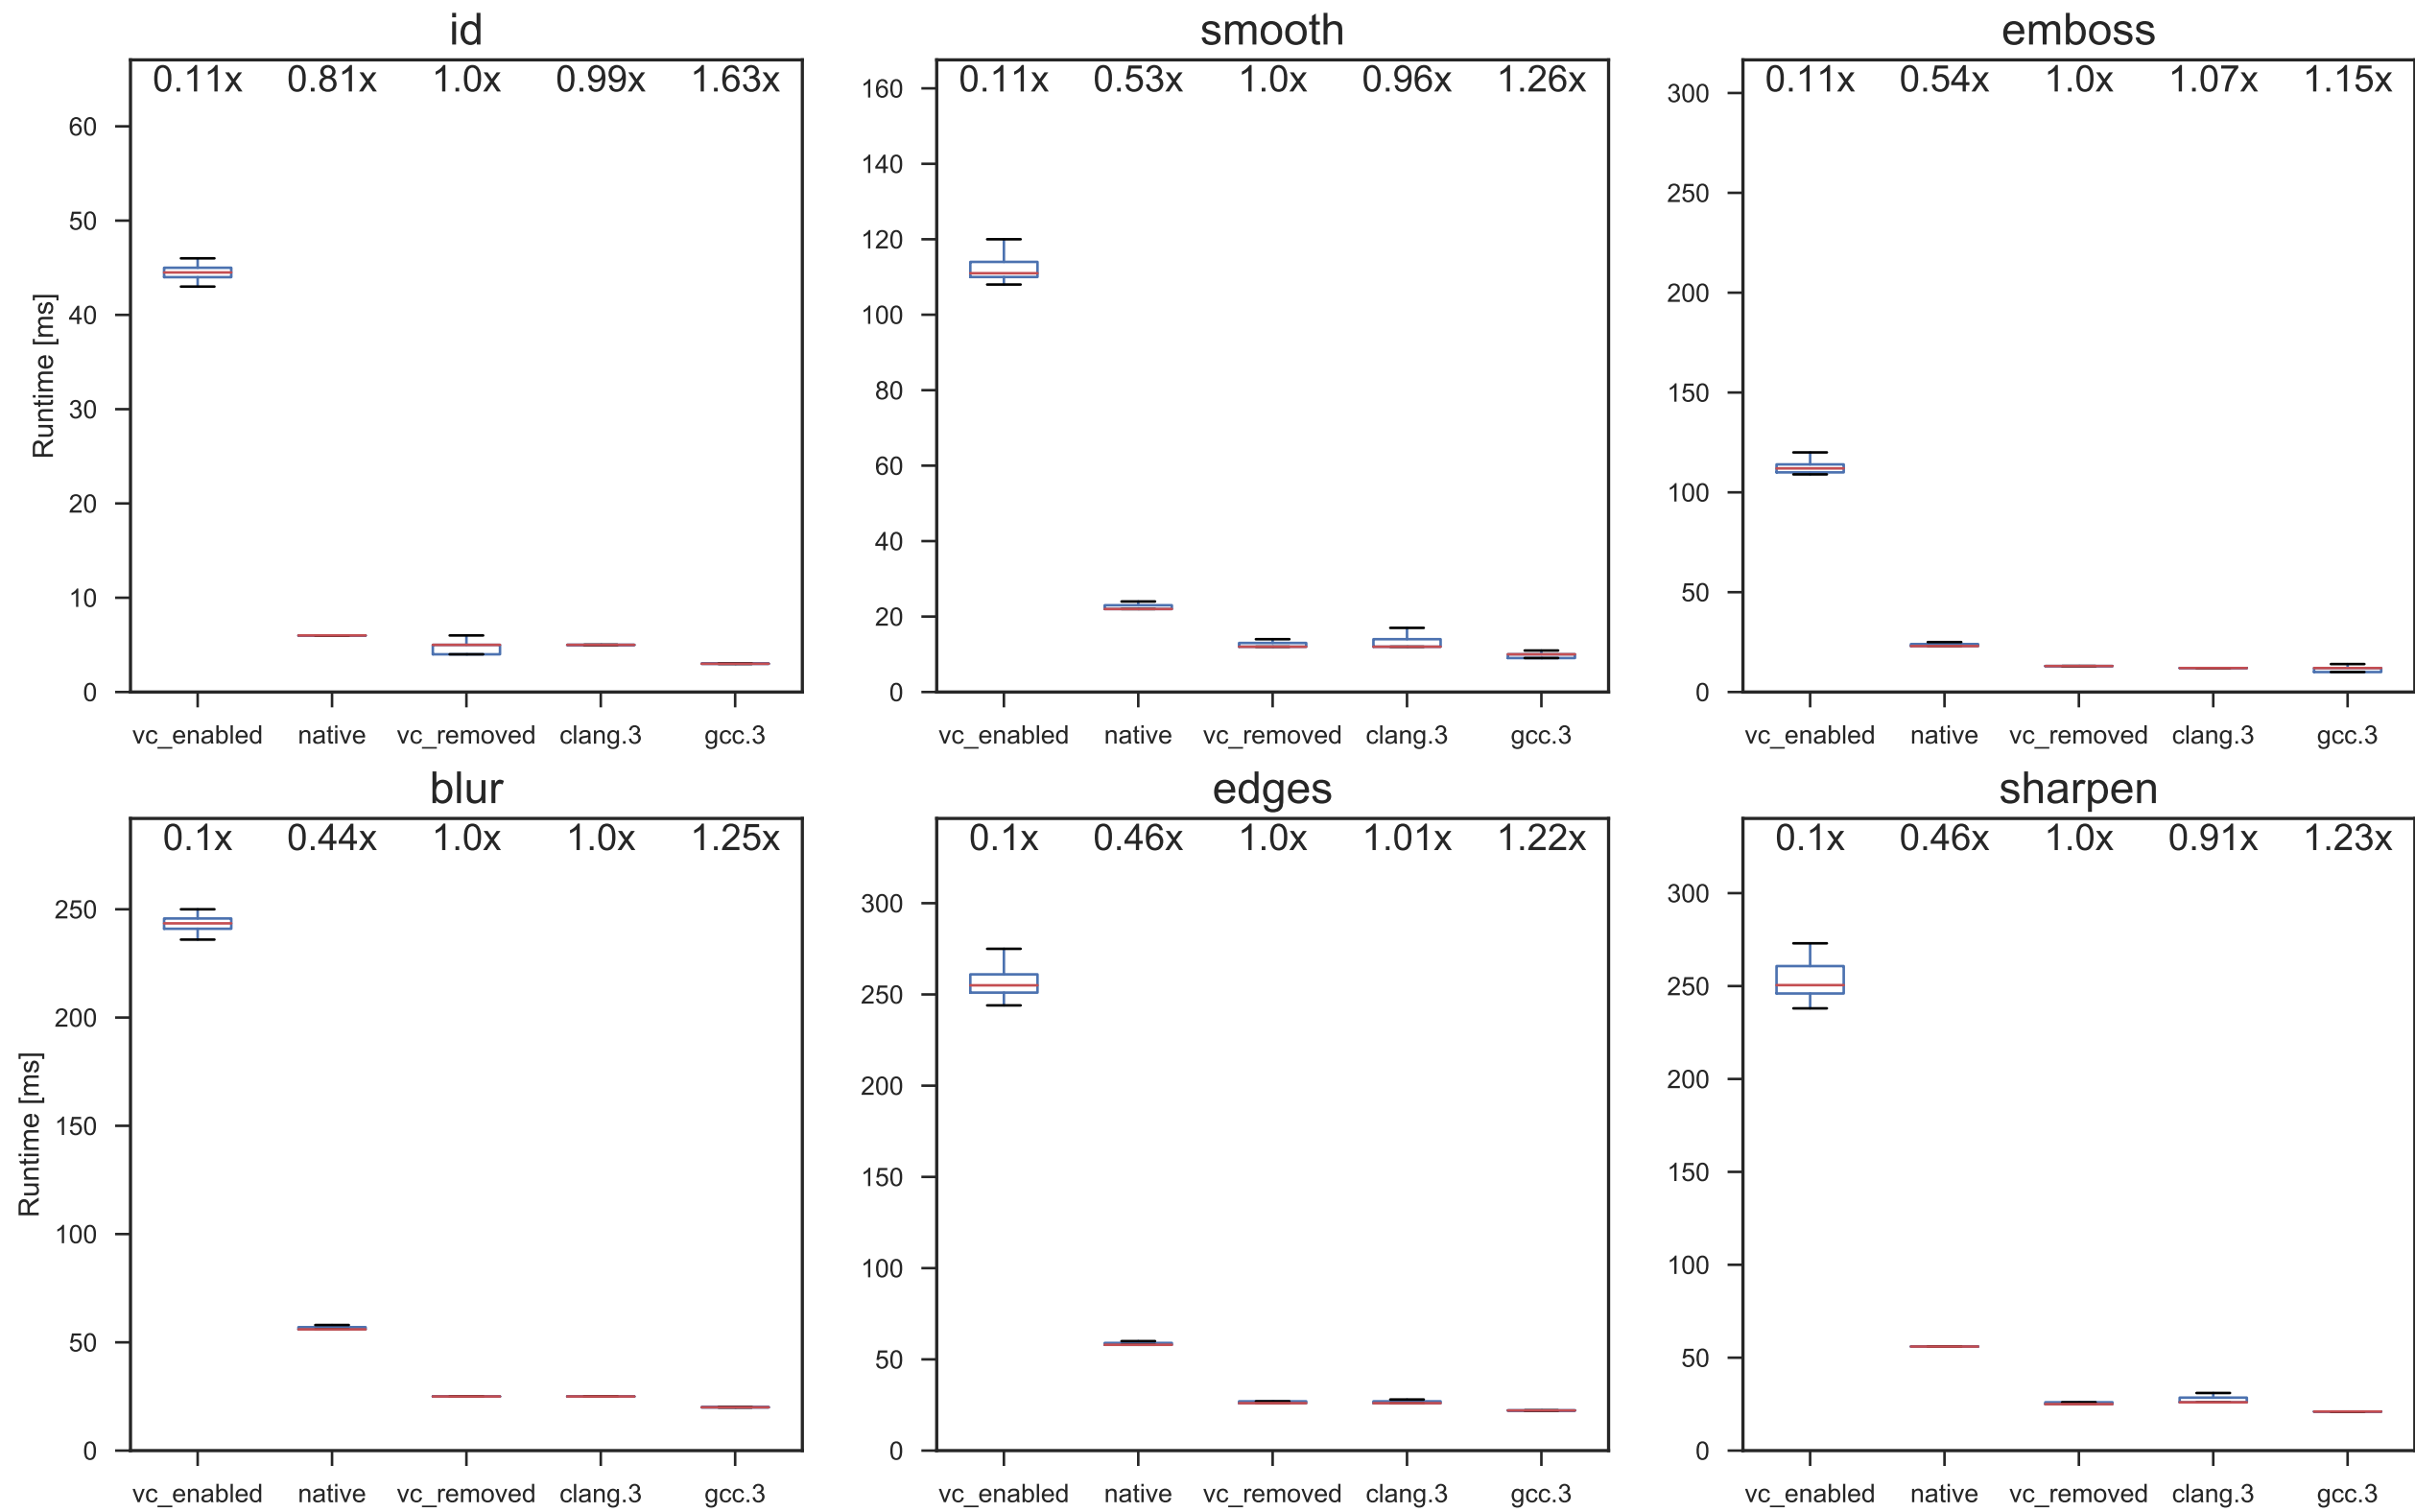 id
0.11x 0.81x 1.0x 0.99x 1.63x
60
50
40
30
20
10
0
Runtime [ms]
vc_enabled native vc_removed clang.3 gcc.3
smooth
0.11x 0.53x 1.0x 0.96x 1.26x
160
140
120
100
80
60
40
20
0
vc_enabled native vc_removed clang.3 gcc.3
emboss
0.11x 0.54x 1.0x 1.07x 1.15x
300
250
200
150
100
50
0
vc_enabled native vc_removed clang.3 gcc.3
blur
0.1x 0.44x 1.0x 1.0x 1.25x
250
200
150
100
50
0
Runtime [ms]
vc_enabled native vc_removed clang.3 gcc.3
edges
0.1x 0.46x 1.0x 1.01x 1.22x
300
250
200
150
100
50
0
vc_enabled native vc_removed clang.3 gcc.3
sharpen
0.1x 0.46x 1.0x 0.91x 1.23x
300
250
200
150
100
50
0
vc_enabled native vc_removed clang.3 gcc.3